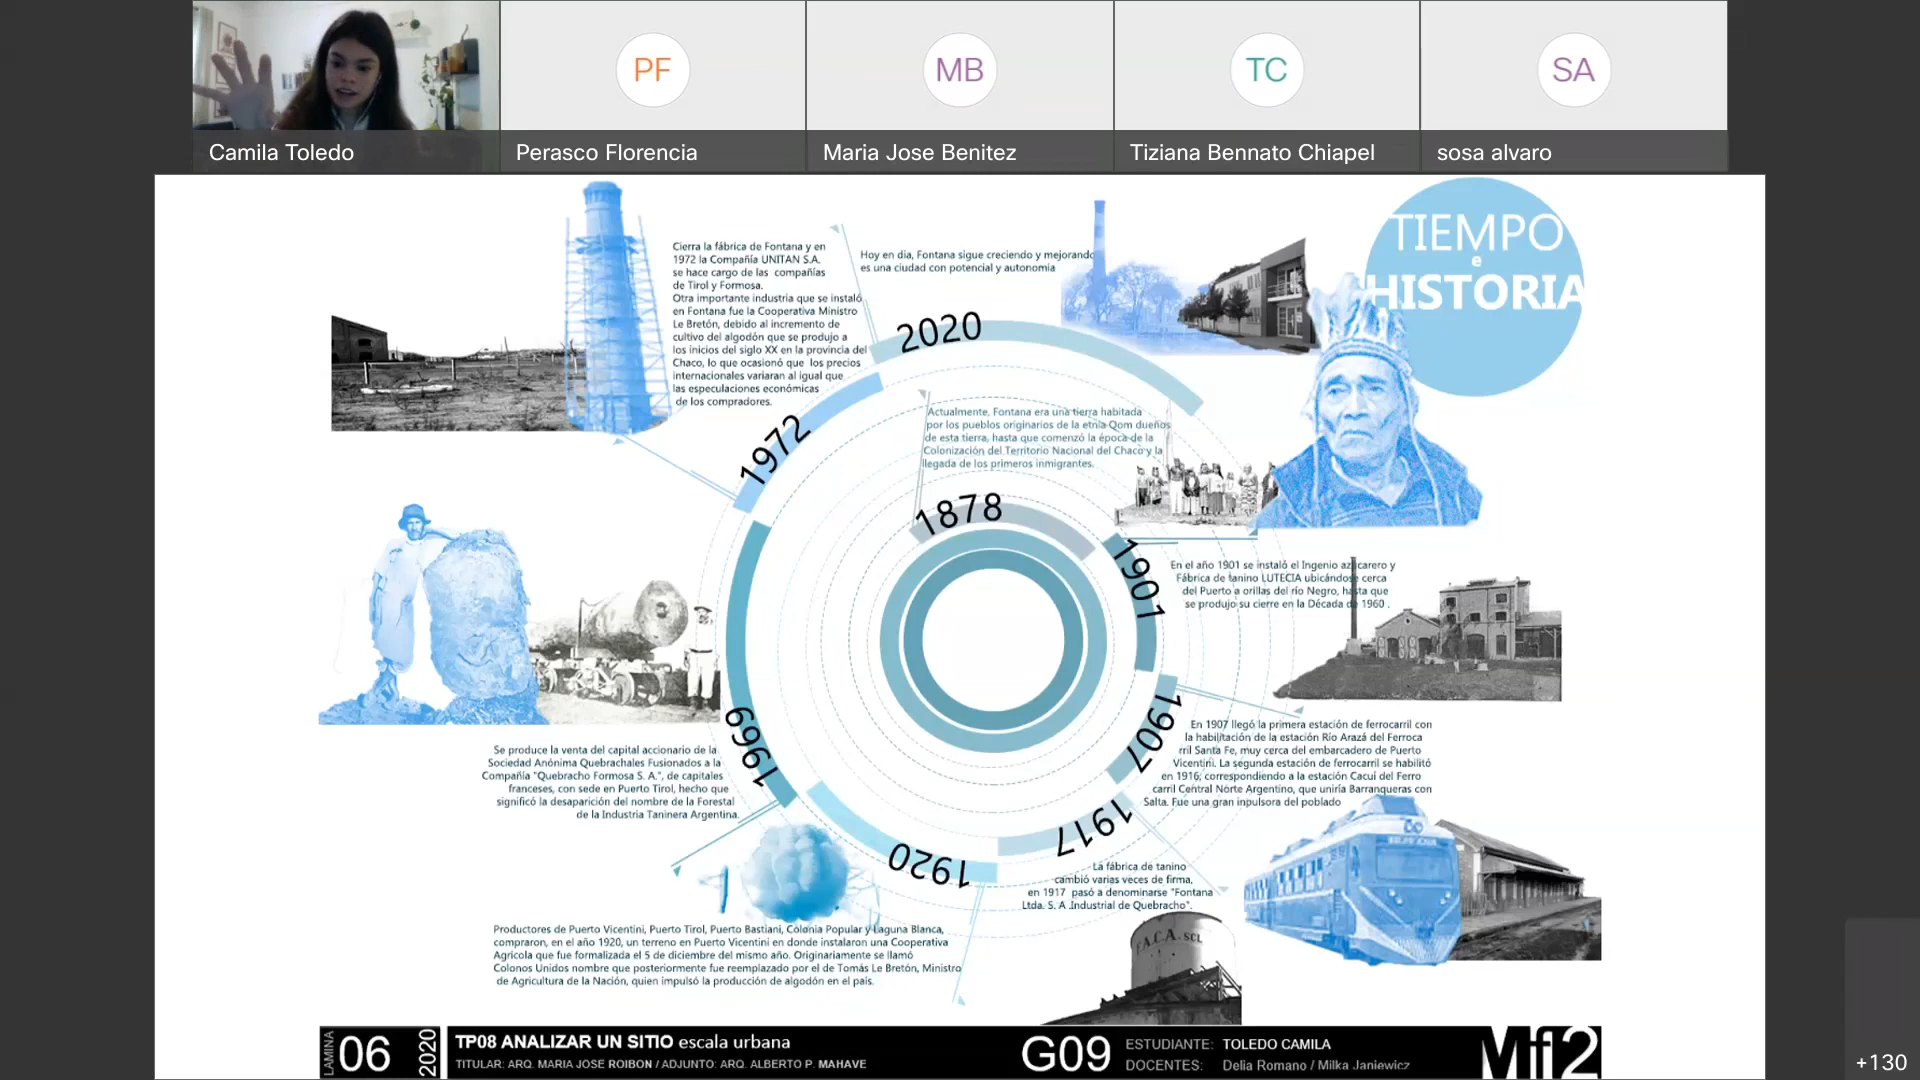 PF
MB
TC
SA
Camila Toledo
Perasco Florencia
Maria Jose Benitez
Tiziana Bennato Chiapel
sosa alvaro
TIEMPO
e
HISTORIA
Cierra la fábrica de Fontana y en
1972 la Compañía UNITAN S.A.
se hace cargo de las compañías
de Tirol y Formosa.
Otra importante industria que se instaló
en Fontana fue la Cooperativa Ministro
Le Bretón, debido al incremento de
cultivo del algodón que se produjo a
los inicios del siglo XX en la provincia del
Chaco, lo que ocasionó que los precios
internacionales variaran al igual que
las especulaciones económicas
de los compradores.
Hoy en día, Fontana sigue creciendo y mejorando
es una ciudad con potencial y autonomía
2020
1972
Actualmente, Fontana era una tierra habitada
por los pueblos originarios de la etnia Qom dueños
de esta tierra, hasta que comenzó la época de la
Colonización del Territorio Nacional del Chaco y la
llegada de los primeros inmigrantes.
1878
1901
En el año 1901 se instaló el Ingenio azucarero y
Fábrica de tanino LUTECIA ubicándose cerca
del Puerto a orillas del río Negro, hasta que
se produjo su cierre en la Década de 1960 .
1907
En 1907 llegó la primera estación de ferrocarril con
la habilitación de la estación Río Arazá del Ferroca
rril Santa Fe, muy cerca del embarcadero de Puerto
Vicentini. La segunda estación de ferrocarril se habilitó
en 1916, correspondiendo a la estación Cacuí del Ferro
carril Central Norte Argentino, que uniría Barranqueras con
Salta. Fue una gran inpulsora del poblado
1969
Se produce la venta del capital accionario de la
Sociedad Anónima Quebrachales Fusionados a la
Compañía "Quebracho Formosa S. A.", de capitales
franceses, con sede en Puerto Tirol, hecho que
significó la desaparición del nombre de la Forestal
de la Industria Taninera Argentina.
1917
La fábrica de tanino
cambió varias veces de firma,
en 1917 pasó a denominarse "Fontana
Ltda. S. A .Industrial de Quebracho".
1920
Productores de Puerto Vicentini, Puerto Tirol, Puerto Bastiani, Colonia Popular y Laguna Blanca,
compraron, en el año 1920, un terreno en Puerto Vicentini en donde instalaron una Cooperativa
Agrícola que fue formalizada el 5 de diciembre del mismo año. Originariamente se llamó
Colonos Unidos nombre que posteriormente fue reemplazado por el de Tomás Le Bretón, Ministro
de Agricultura de la Nación, quien impulsó la producción de algodón en el país.
F.A.C.A. SCL
LAMINA
06
2020
TP08 ANALIZAR UN SITIO escala urbana
TITULAR: ARQ. MARIA JOSE ROIBON / ADJUNTO: ARQ. ALBERTO P. MAHAVE
G09
ESTUDIANTE: TOLEDO CAMILA
DOCENTES: Delia Romano / Milka Janiewicz
Mfi2
+130